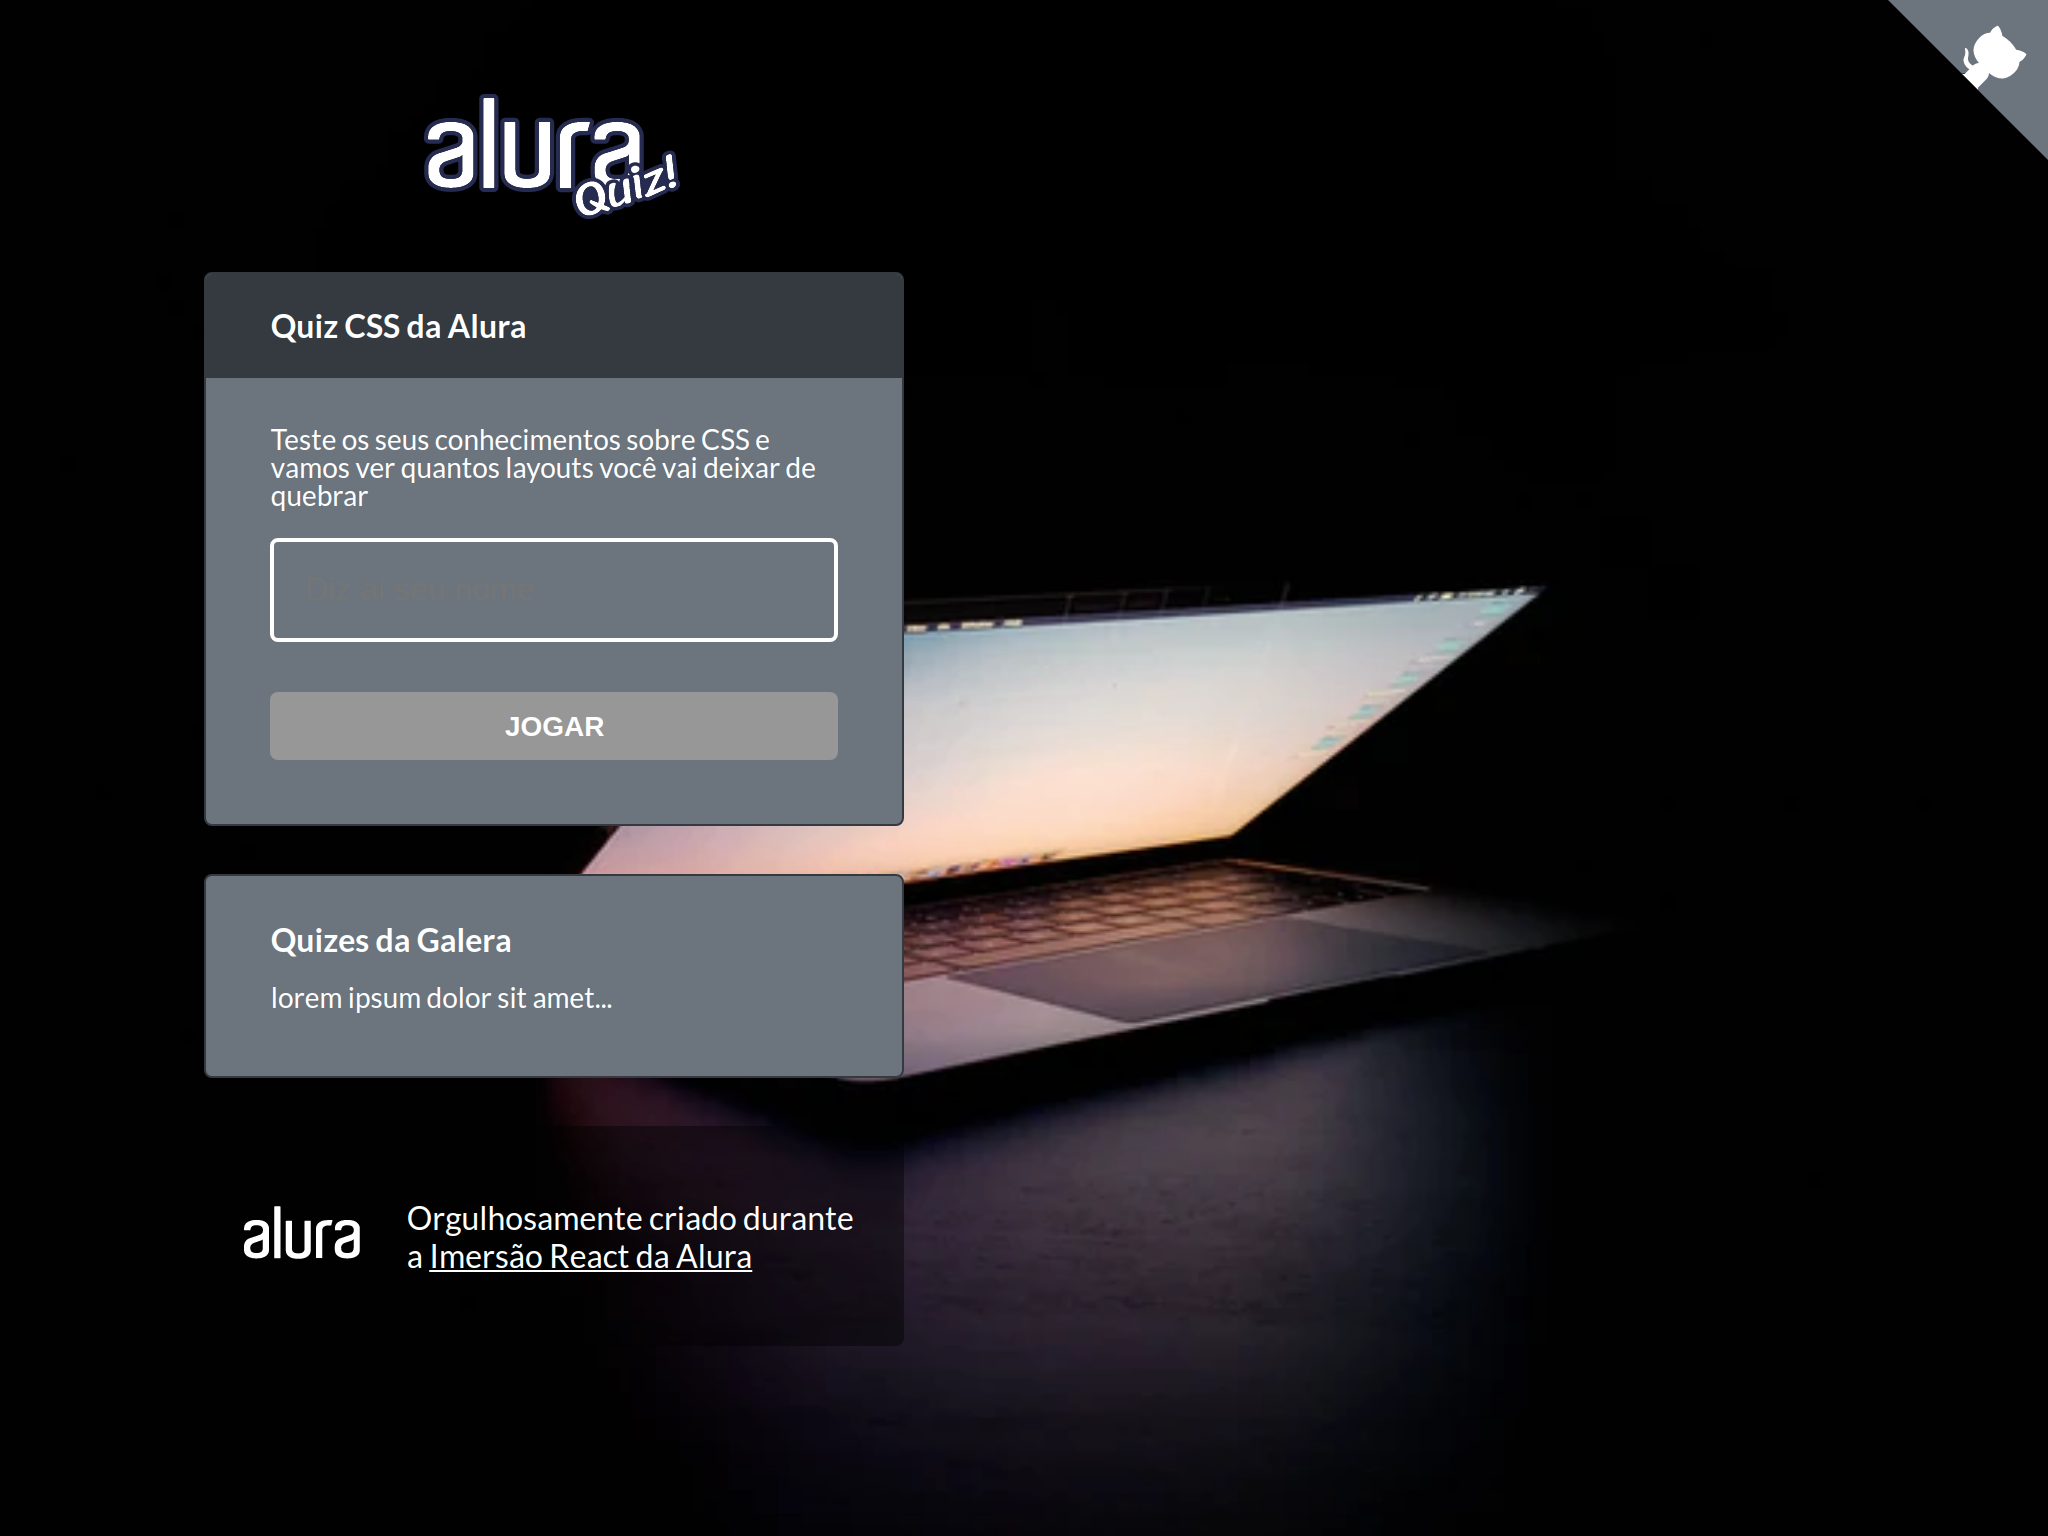 alura
Quiz!
Quiz CSS da Alura
Teste os seus conhecimentos sobre CSS e
vamos ver quantos layouts você vai deixar de
quebrar
Diz aí seu nome
JOGAR
Quizes da Galera
lorem ipsum dolor sit amet...
alura
Orgulhosamente criado durante
a Imersão React da Alura